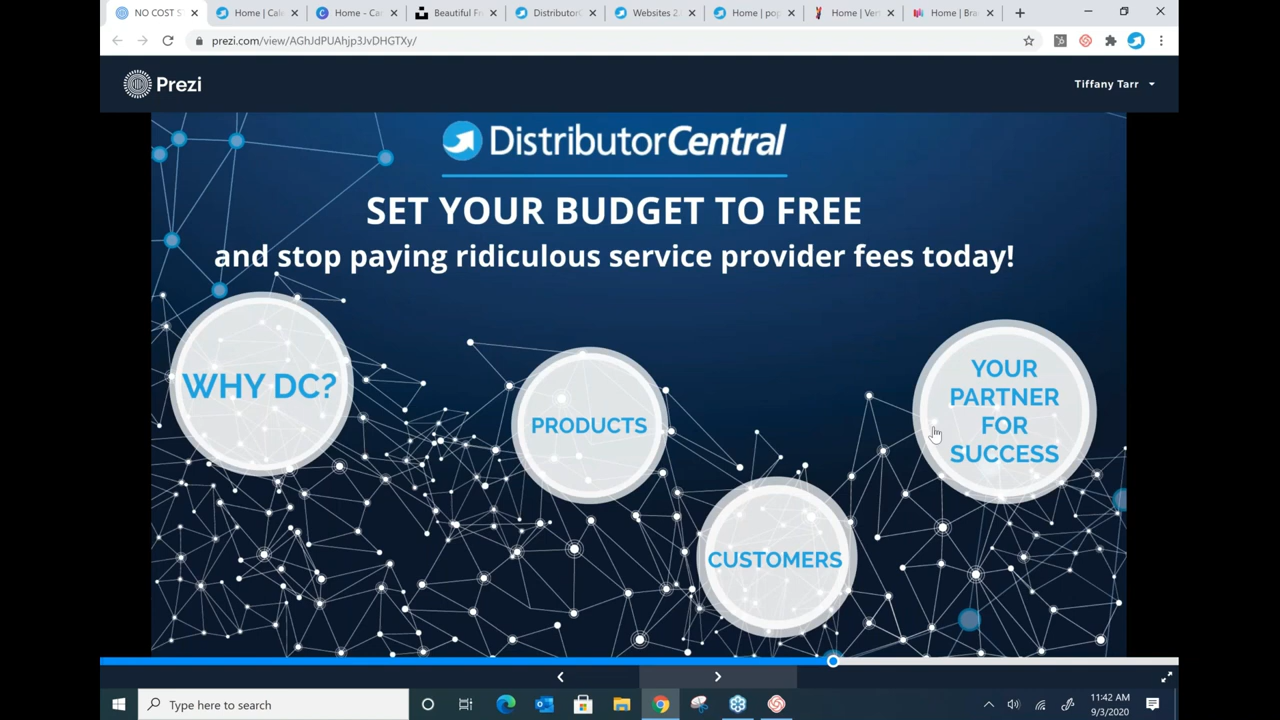 NO COST S
Home | Cal
Home - Ca
Beautiful Fr
Distributor
Websites 2.
Home | pop
Home | Ver
Home | Bra
prezi.com/view/AGhJdPUAhjp3JvDHGTXy/
Prezi
Tiffany Tarr
DistributorCentral
SET YOUR BUDGET TO FREE
and stop paying ridiculous service provider fees today!
WHY DC?
PRODUCTS
CUSTOMERS
YOUR
PARTNER
FOR
SUCCESS
Type here to search
11:42 AM
9/3/2020